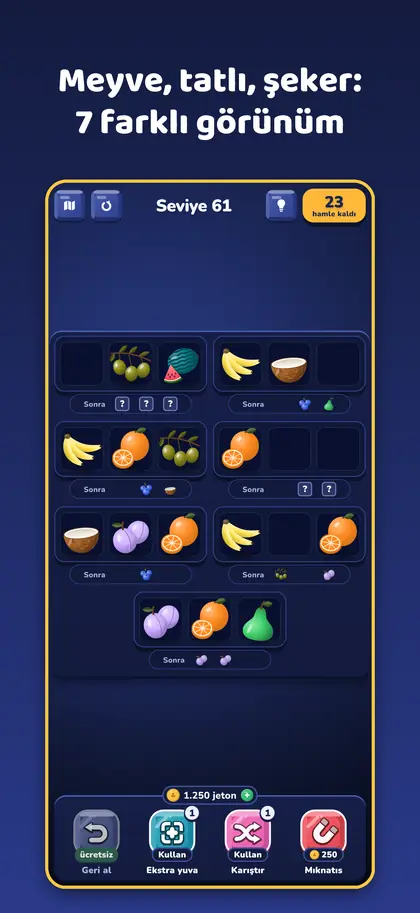 Meyve, tatlı, şeker:
7 farklı görünüm
Seviye 61
23
hamle kaldı
Sonra ? ? ?
Sonra
Sonra
Sonra ? ?
Sonra
Sonra
Sonra
1.250 jeton +
1
1
ücretsiz
Kullan
Kullan
250
Geri al
Ekstra yuva
Karıştır
Mıknatıs